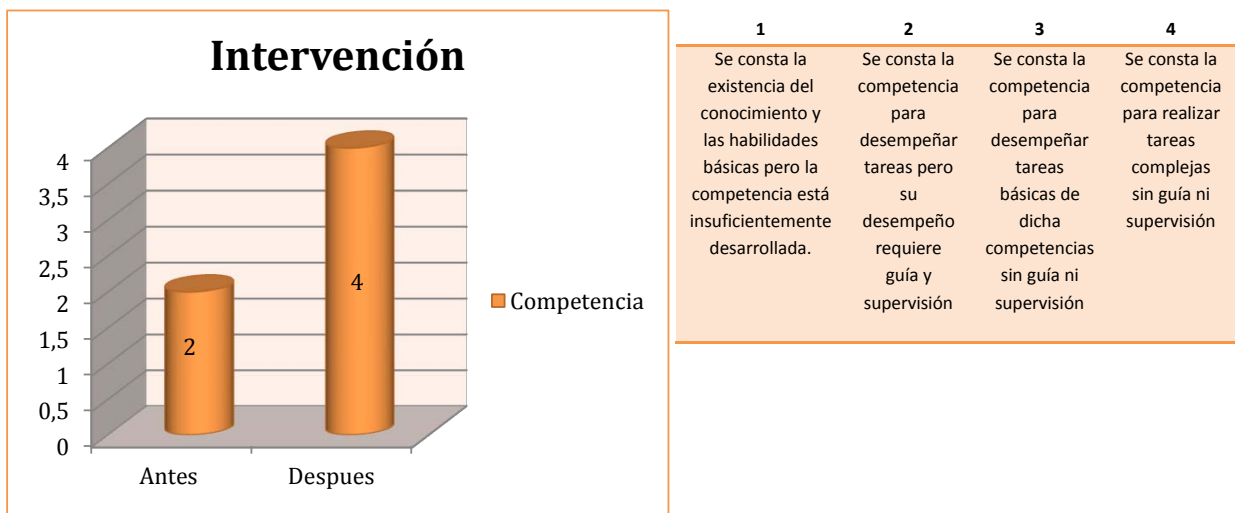 Intervención
4
3,5
3
2,5
2
1,5
1
0,5
0
2
4
Antes
Despues
Competencia
1
Se consta la
existencia del
conocimiento y
las habilidades
básicas pero la
competencia está
insuficientemente
desarrollada.
2
Se consta la
competencia
para
desempeñar
tareas pero
su
desempeño
requiere
guía y
supervisión
3
Se consta la
competencia
para
desempeñar
tareas
básicas de
dicha
competencias
sin guía ni
supervisión
4
Se consta la
competencia
para realizar
tareas
complejas
sin guía ni
supervisión